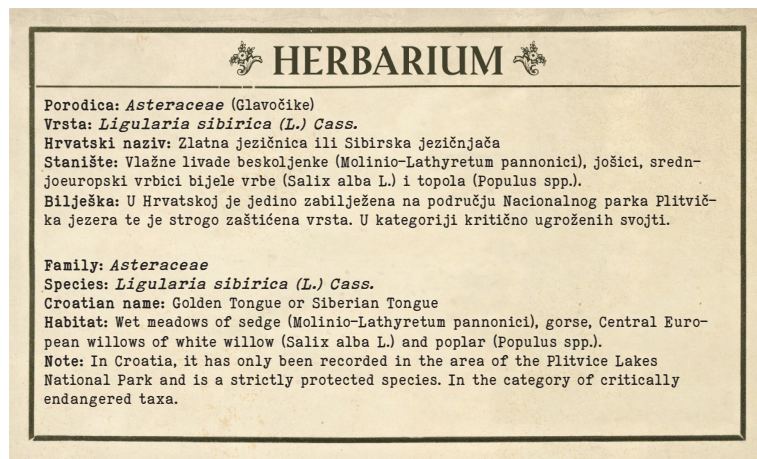 HERBARIUM
Porodica: Asteraceae (Glavočike)
Vrsta: Ligularia sibirica (L.) Cass.
Hrvatski naziv: Zlatna jezičnica ili Sibirska jezičnjača
Stanište: Vlažne livade beskoljenke (Molinio-Lathyretum pannonici), jošici, sredn-
joeuropski vrbici bijele vrbe (Salix alba L.) i topola (Populus spp.).
Bilješka: U Hrvatskoj je jedino zabilježena na području Nacionalnog parka Plitvič-
ka jezera te je strogo zaštićena vrsta. U kategoriji kritično ugroženih svojti.
Family: Asteraceae
Species: Ligularia sibirica (L.) Cass.
Croatian name: Golden Tongue or Siberian Tongue
Habitat: Wet meadows of sedge (Molinio-Lathyretum pannonici), gorse, Central Euro-
pean willows of white willow (Salix alba L.) and poplar (Populus spp.).
Note: In Croatia, it has only been recorded in the area of the Plitvice Lakes
National Park and is a strictly protected species. In the category of critically
endangered taxa.